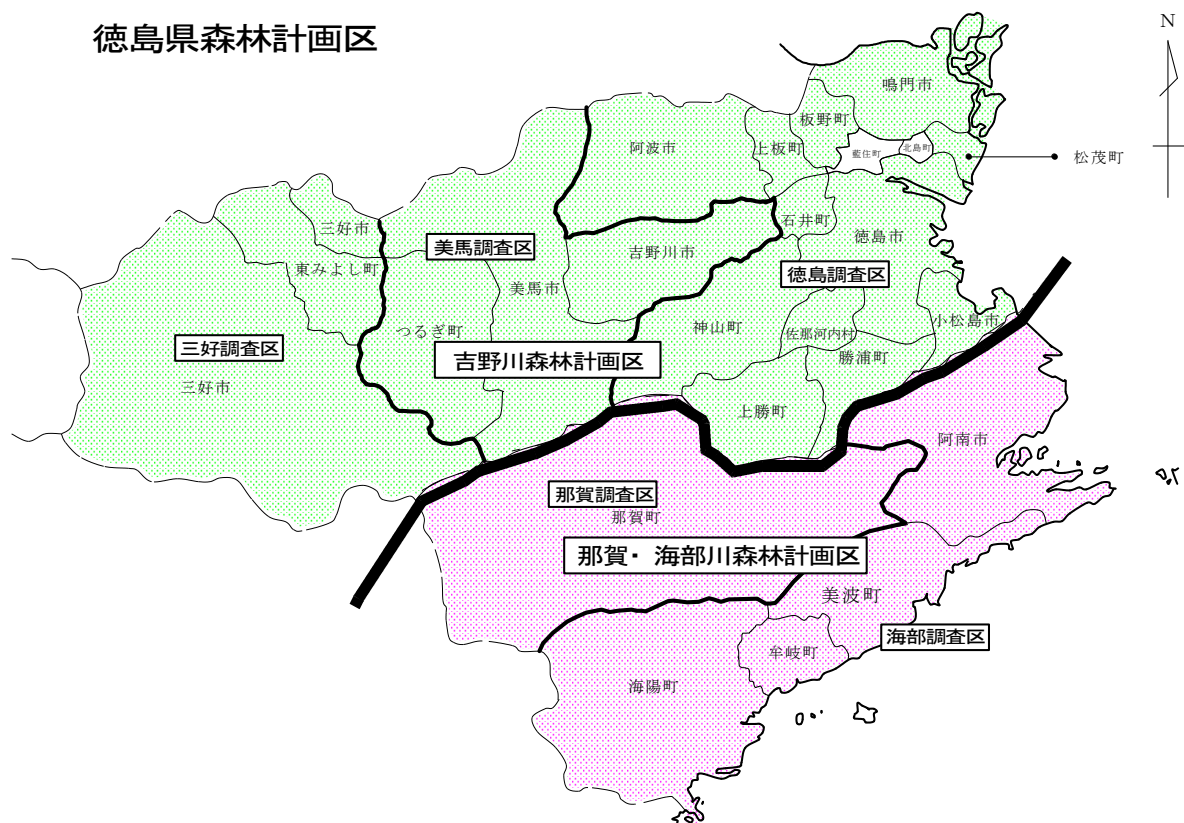 徳島県森林計画区
N
鳴門市
板野町
上板町
阿波市
藍住町
北島町
松茂町
石井町
徳島市
三好市
美馬調査区
東みよし町
吉野川市
美馬市
徳島調査区
つるぎ町
神山町
佐那河内村
小松島市
三好調査区
吉野川森林計画区
勝浦町
三好市
上勝町
阿南市
那賀調査区
那賀町
那賀・海部川森林計画区
美波町
海部調査区
牟岐町
海陽町